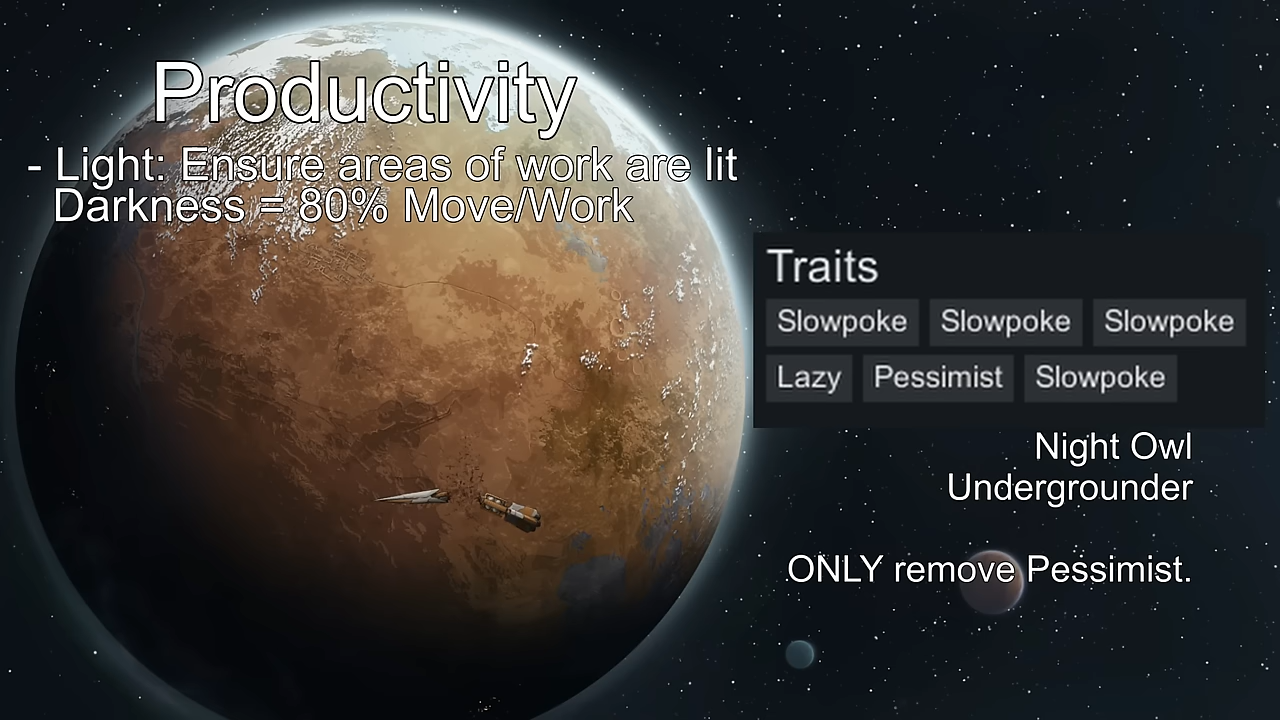 Productivity
- Light: Ensure areas of work are lit
Darkness = 80% Move/Work
Traits
Slowpoke Slowpoke Slowpoke
Lazy Pessimist Slowpoke
Night Owl
Undergrounder
ONLY remove Pessimist.